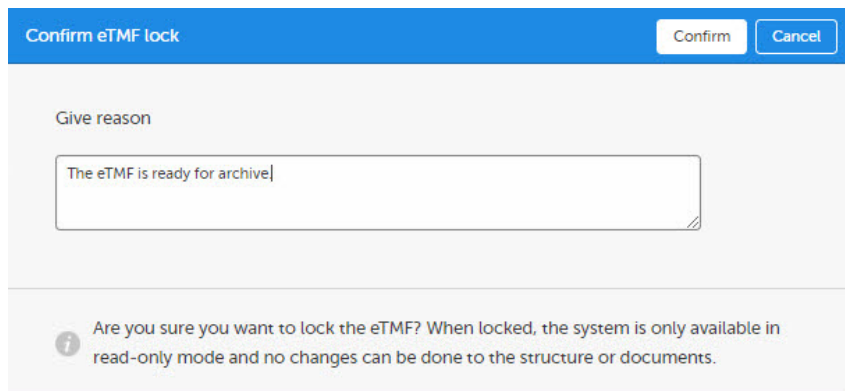 Confirm eTMF lock
Confirm
Cancel
Give reason
The eTMF is ready for archive
Are you sure you want to lock the eTMF? When locked, the system is only available in
read-only mode and no changes can be done to the structure or documents.